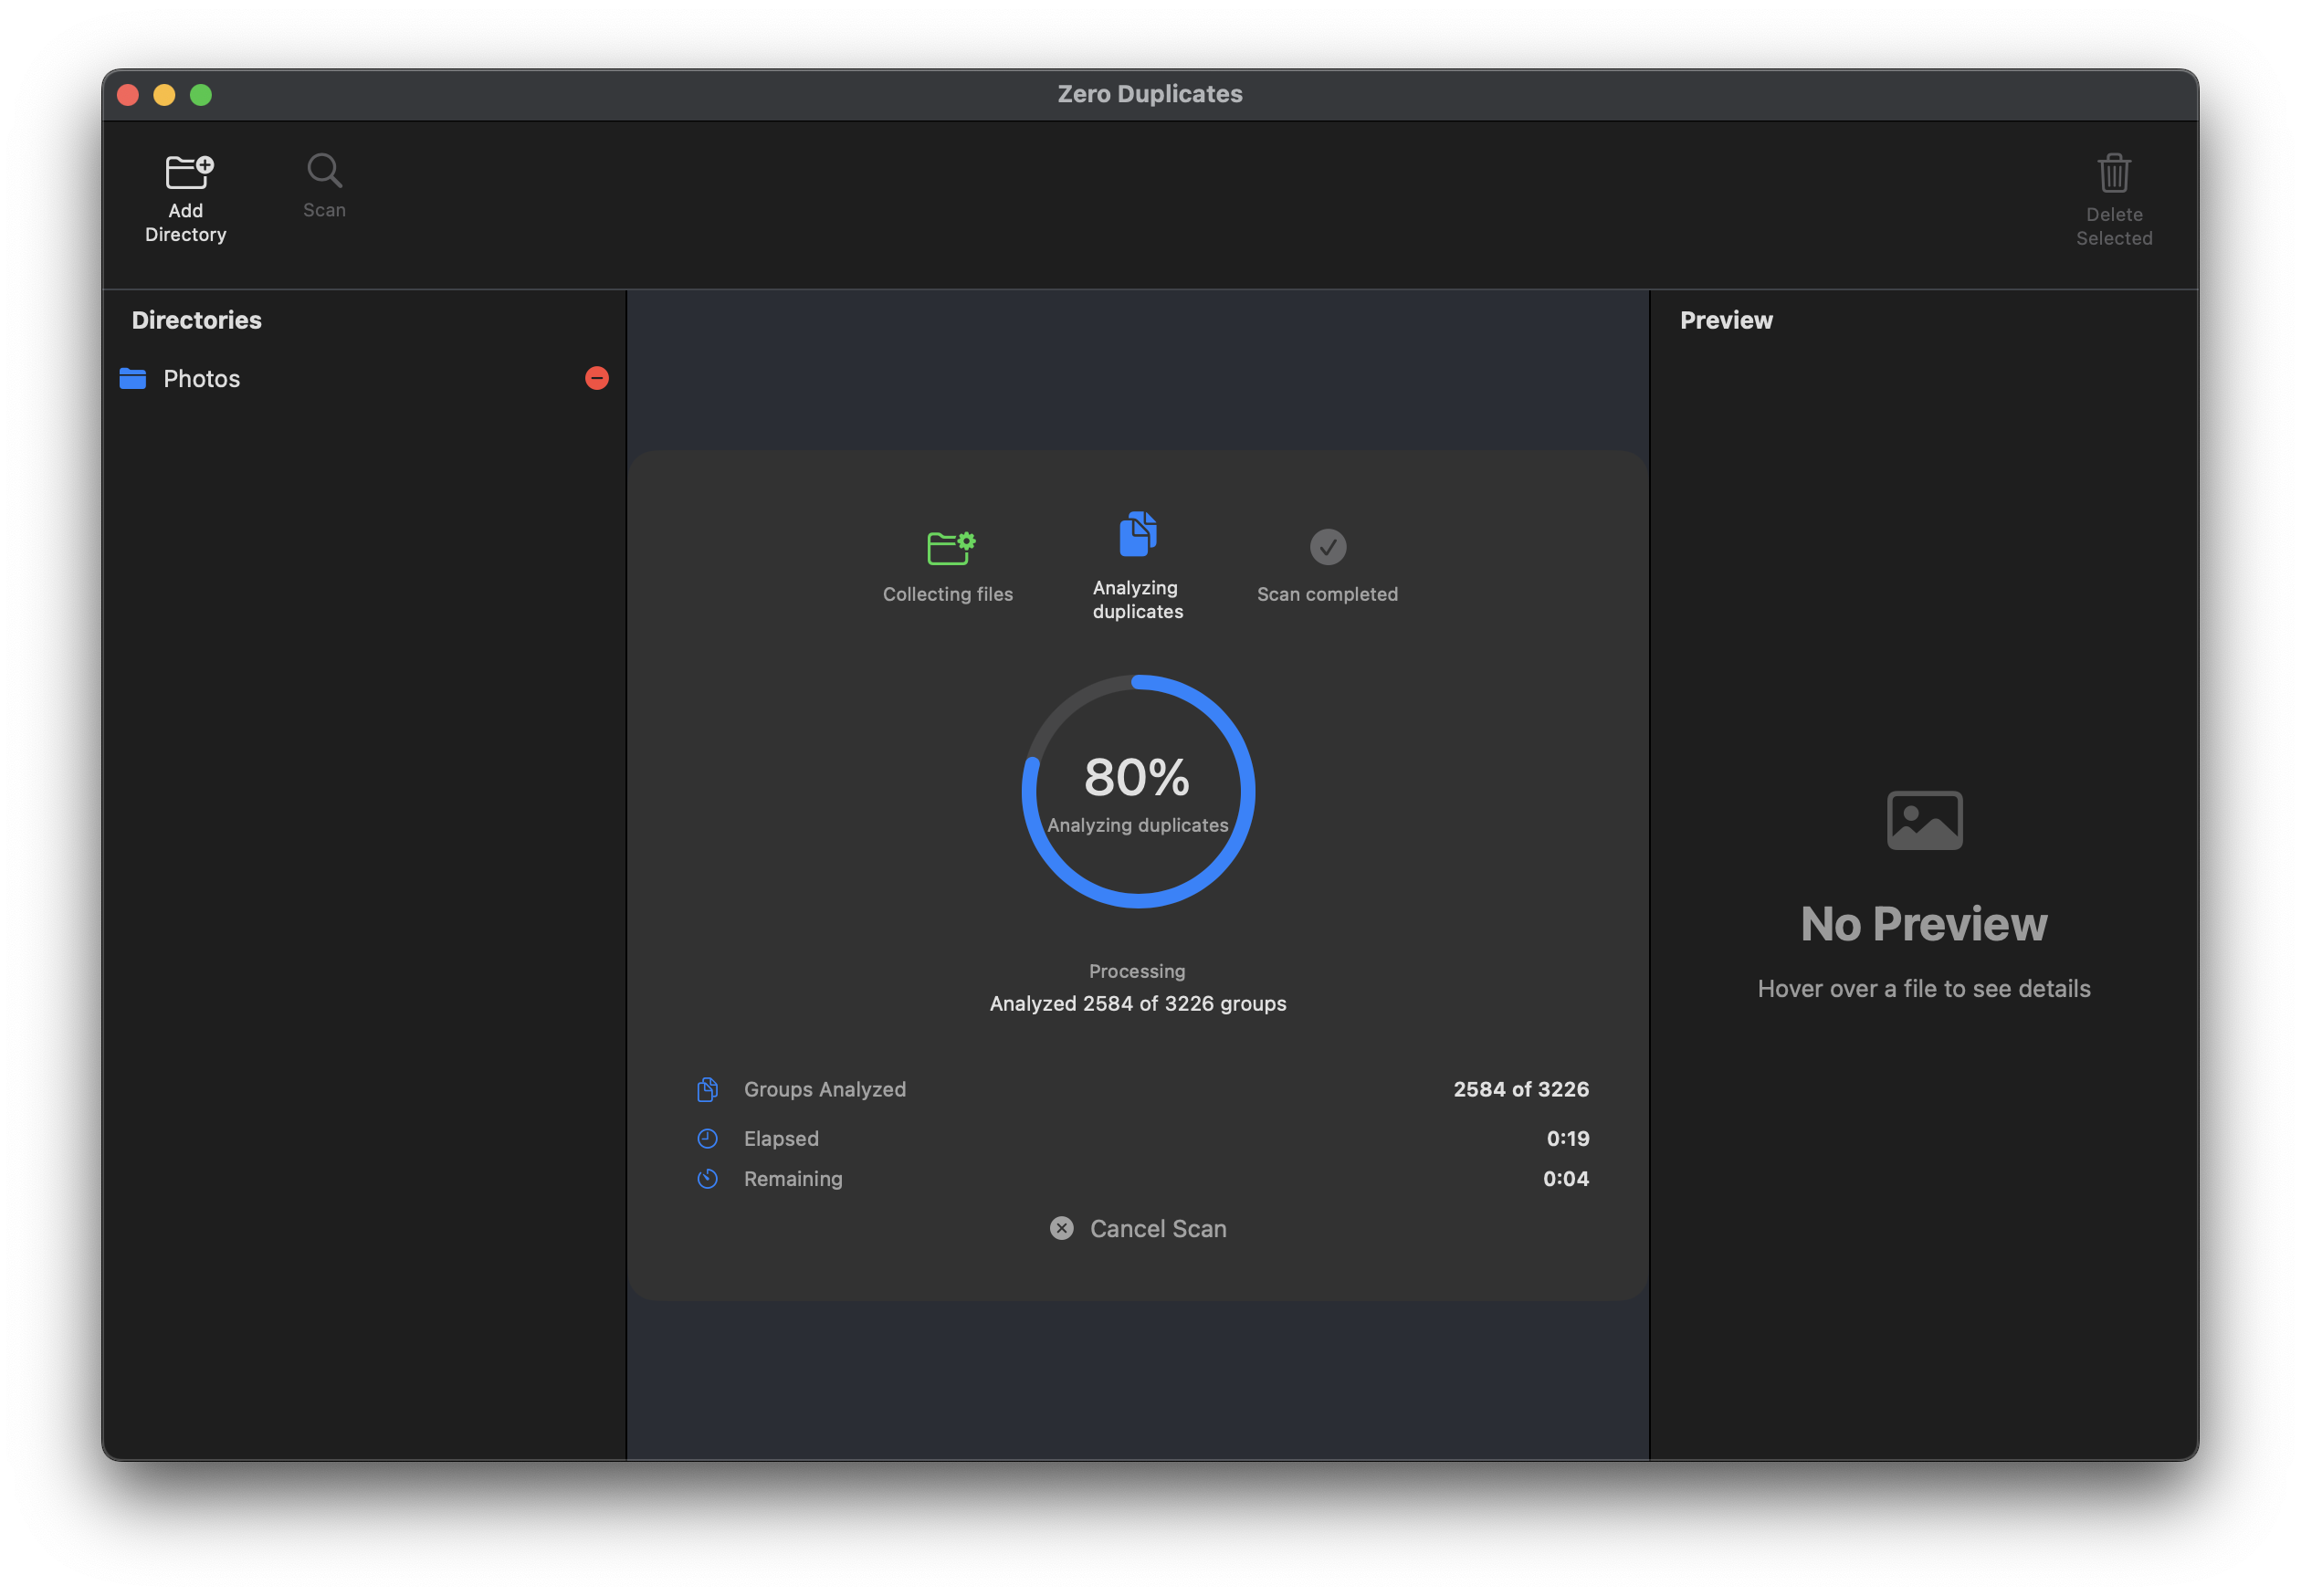 Zero Duplicates
Add
Directory
Scan
Delete
Selected
Directories
Photos
Preview
Collecting files
Analyzing
duplicates
Scan completed
80%
Analyzing duplicates
Processing
Analyzed 2584 of 3226 groups
Groups Analyzed
2584 of 3226
Elapsed
0:19
Remaining
0:04
Cancel Scan
No Preview
Hover over a file to see details